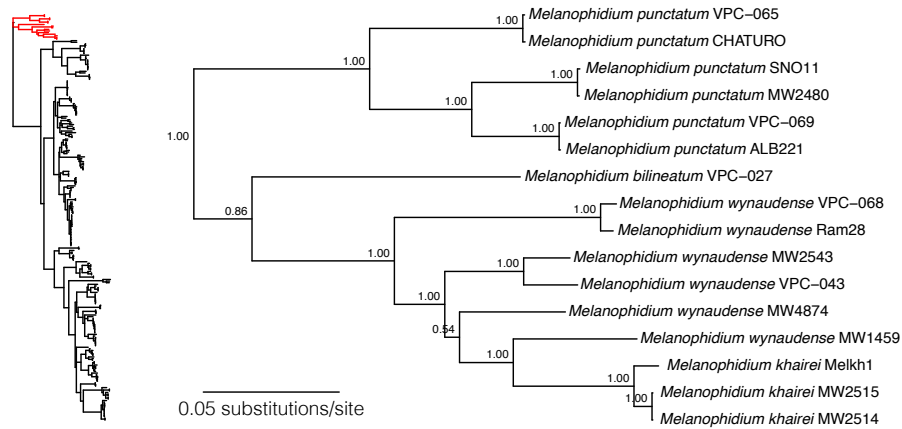 Melanophidium punctatum VPC−065
1.00
Melanophidium punctatum CHATURO
1.00
Melanophidium punctatum SNO11
1.00
Melanophidium punctatum MW2480
1.00
Melanophidium punctatum VPC−069
1.00
Melanophidium punctatum ALB221
1.00
Melanophidium bilineatum VPC−027
0.86
Melanophidium wynaudense VPC−068
1.00
Melanophidium wynaudense Ram28
1.00
Melanophidium wynaudense MW2543
1.00
Melanophidium wynaudense VPC−043
1.00
Melanophidium wynaudense MW4874
0.54
Melanophidium wynaudense MW1459
1.00
Melanophidium khairei Melkh1
1.00
Melanophidium khairei MW2515
1.00
Melanophidium khairei MW2514
0.05 substitutions/site